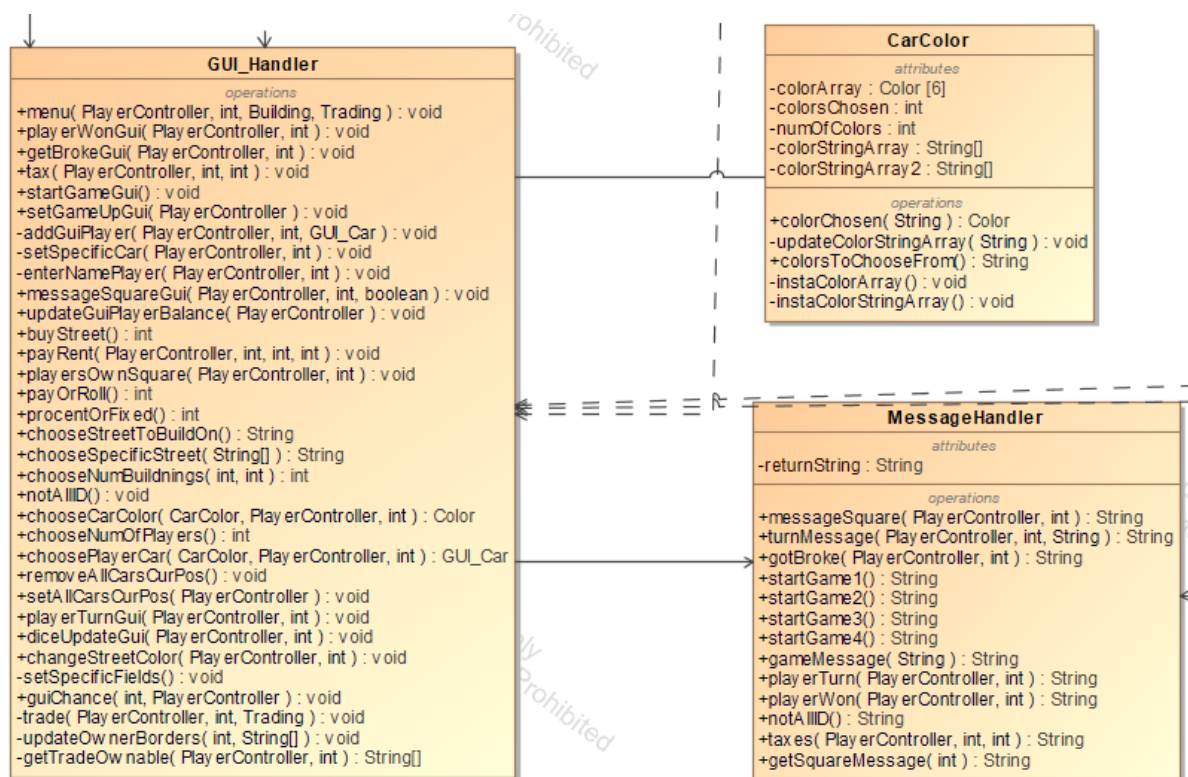 GUI_Handler
operations
+menu( PlayerController, int, Building, Trading ) : void
+playerWonGui( PlayerController, int ) : void
+getBrokeGui( PlayerController, int ) : void
+tax( PlayerController, int, int ) : void
+startGameGui() : void
+setGameUpGui( PlayerController ) : void
-addGuiPlayer( PlayerController, int, GUI_Car ) : void
-setSpecificCar( PlayerController, int ) : void
-enterNamePlayer( PlayerController, int ) : void
+messageSquareGui( PlayerController, int, boolean ) : void
+updateGuiPlayerBalance( PlayerController ) : void
+buyStreet() : int
+payRent( PlayerController, int, int, int ) : void
+playersOwnSquare( PlayerController, int ) : void
+payOrRoll() : int
+procentOrFixed() : int
+chooseStreetToBuildOn() : String
+chooseSpecificStreet( String[] ) : String
+chooseNumBuildnings( int, int ) : int
+notAllID() : void
+chooseCarColor( CarColor, PlayerController, int ) : Color
+chooseNumOfPlayers() : int
+choosePlayerCar( CarColor, PlayerController, int ) : GUI_Car
+removeAllCarsCurPos() : void
+setAllCarsCurPos( PlayerController ) : void
+playerTurnGui( PlayerController, int ) : void
+diceUpdateGui( PlayerController, int ) : void
+changeStreetColor( PlayerController, int ) : void
-setSpecificFields() : void
+guiChance( int, PlayerController ) : void
-trade( PlayerController, int, Trading ) : void
-updateOwnerBorders( int, String[] ) : void
-getTradeOwnable( PlayerController, int ) : String[]
CarColor
attributes
-colorArray : Color [6]
-colorsChosen : int
-numOfColors : int
-colorStringArray : String[]
-colorStringArray2 : String[]
operations
+colorChosen( String ) : Color
-updateColorStringArray( String ) : void
+colorsToChooseFrom() : String
-instaColorArray() : void
-instaColorStringArray() : void
MessageHandler
attributes
-returnString : String
operations
+messageSquare( PlayerController, int ) : String
+turnMessage( PlayerController, int, String ) : String
+gotBroke( PlayerController, int ) : String
+startGame1() : String
+startGame2() : String
+startGame3() : String
+startGame4() : String
+gameMessage( String ) : String
+playerTurn( PlayerController, int ) : String
+playerWon( PlayerController, int ) : String
+notAllID() : String
+taxes( PlayerController, int, int ) : String
+getSquareMessage( int ) : String